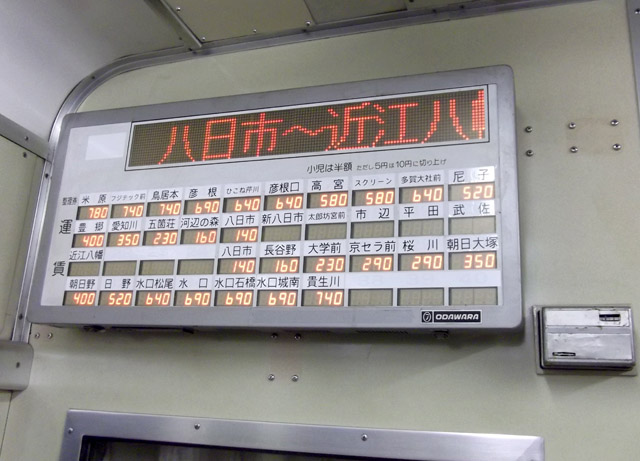 八日市～近江八
小児は半額 ただし5円は10円に切り上げ
整理券 米原 フジテック前 鳥居本 彦根 ひこね芹川 彦根口 高宮 スクリーン 多賀大社前 尼子
780 740 740 690 640 640 580 580 640 520
運賃
豊郷 愛知川 五箇荘 河辺の森 八日市 新八日市 太郎坊宮前 市辺 平田 武佐
400 350 230 160 140
近江八幡 八日市 長谷野 大学前 京セラ前 桜川 朝日大塚
140 160 230 290 290 350
朝日野 日野 水口松尾 水口 水口石橋 水口城南 貴生川
400 520 640 690 690 690 740
ODAWARA